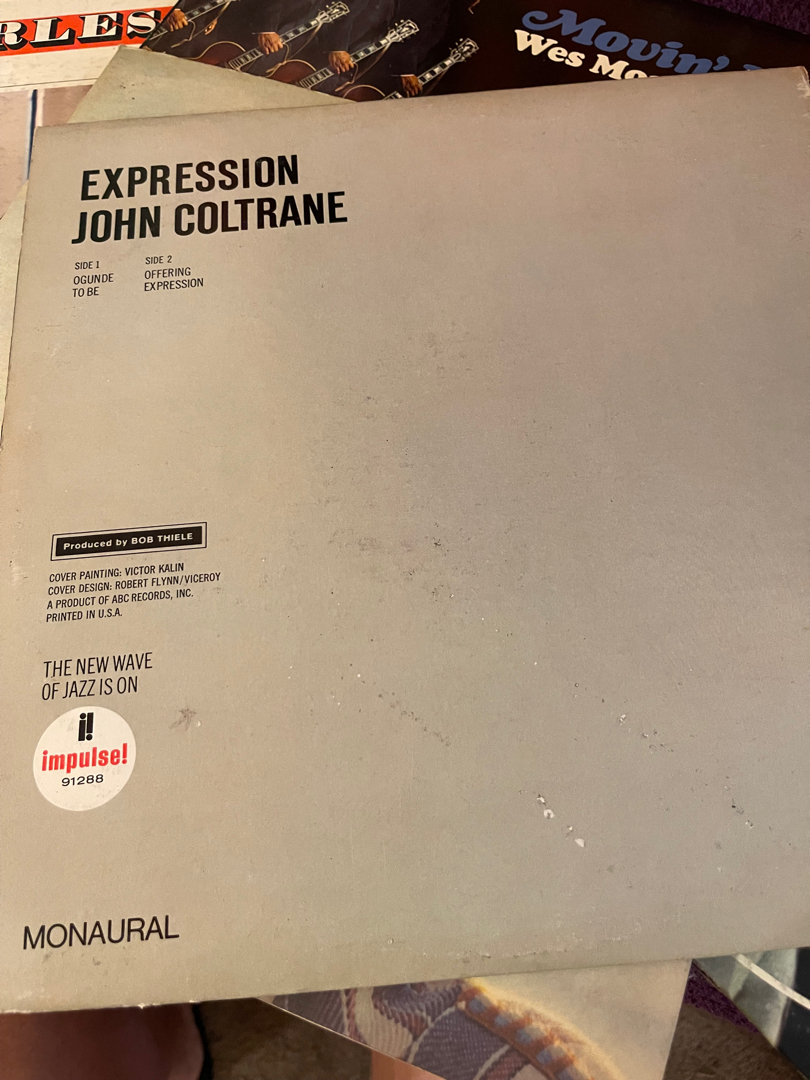 RLES
Movin'
Wes
EXPRESSION
JOHN COLTRANE
SIDE 1
OGUNDE
TO BE
SIDE 2
OFFERING
EXPRESSION
Produced by BOB THIELE
COVER PAINTING: VICTOR KALIN
COVER DESIGN: ROBERT FLYNN/VICEROY
A PRODUCT OF ABC RECORDS, INC.
PRINTED IN U.S.A.
THE NEW WAVE
OF JAZZ IS ON
i!
impulse!
91288
MONAURAL